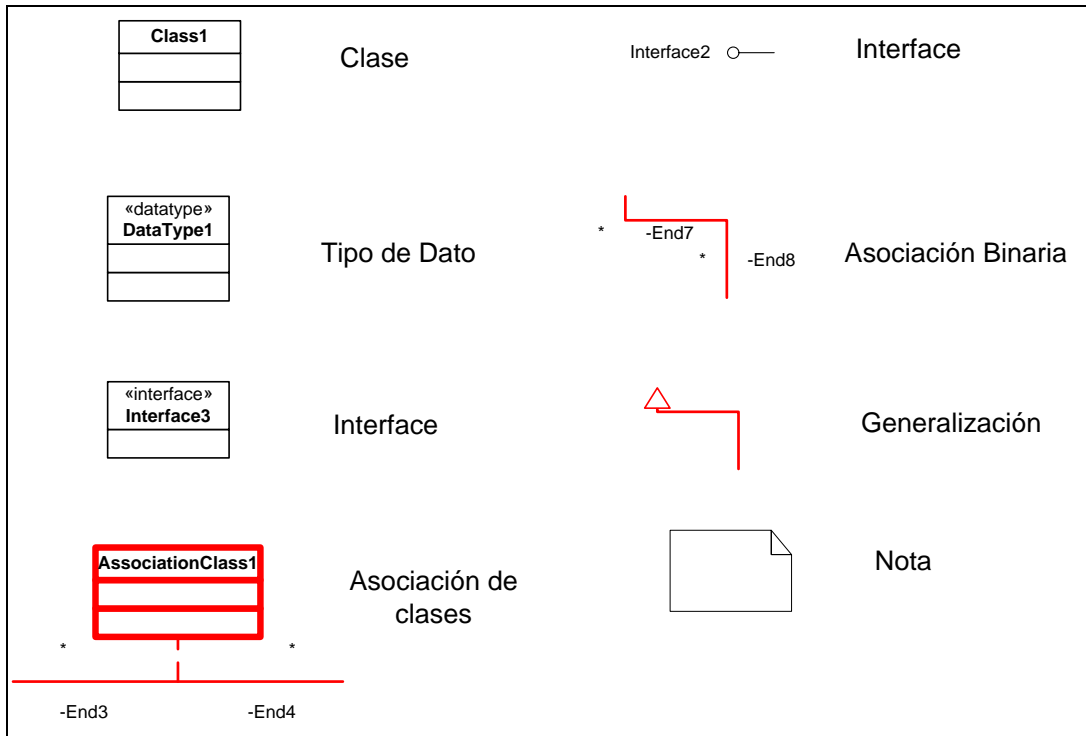 Class1
Clase
Interface2
Interface
«datatype»
DataType1
Tipo de Dato
*
-End7
*
-End8
Asociación Binaria
«interface»
Interface3
Interface
Generalización
AssociationClass1
Asociación de
clases
*
*
-End3
-End4
Nota